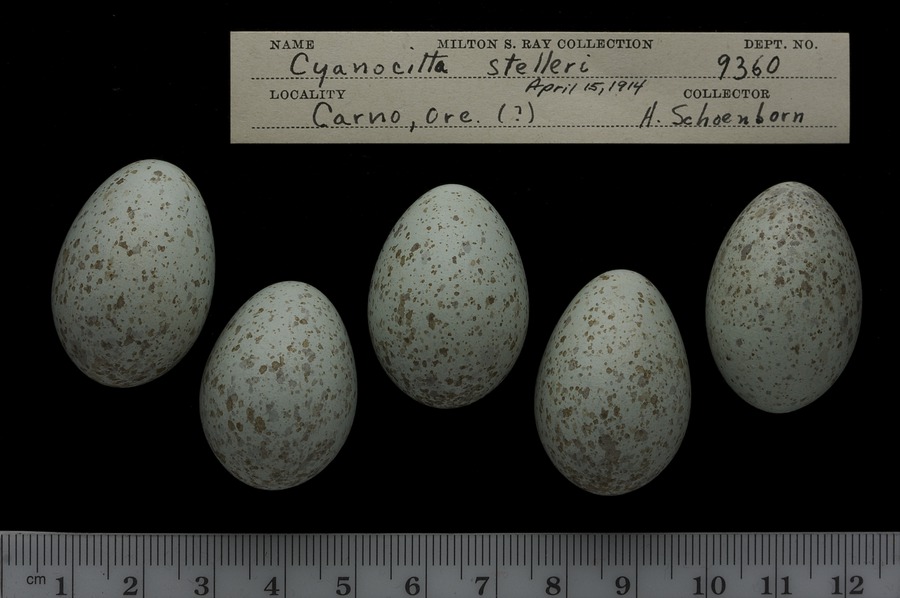 NAME MILTON S. RAY COLLECTION DEPT. NO.
Cyanocitta stelleri 9360
April 15, 1914
LOCALITY COLLECTOR
Carno, Ore. (?) H. Schoenborn
cm 1 2 3 4 5 6 7 8 9 10 11 12